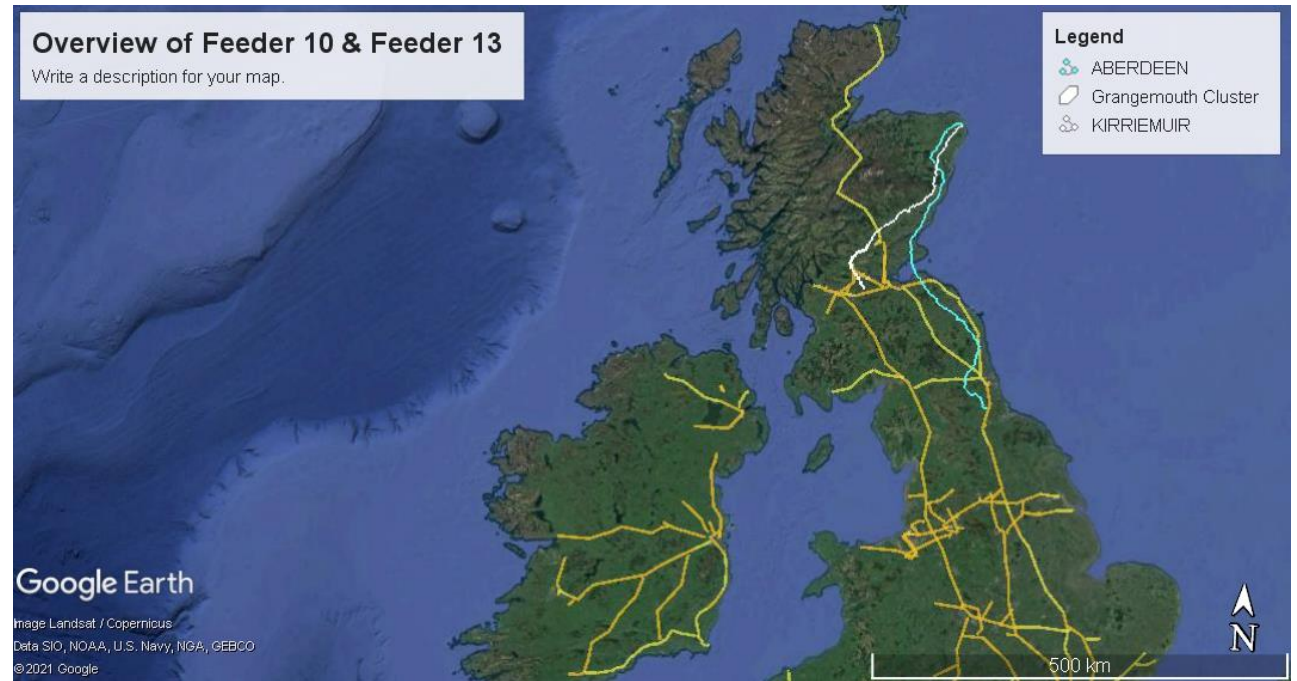 Overview of Feeder 10 & Feeder 13
Write a description for your map.
Legend
ABERDEEN
Grangemouth Cluster
KIRRIEMUIR
Google Earth
Image Landsat / Copernicus
Data SIO, NOAA, U.S. Navy, NGA, GEBCO
©2021 Google
N
500 km